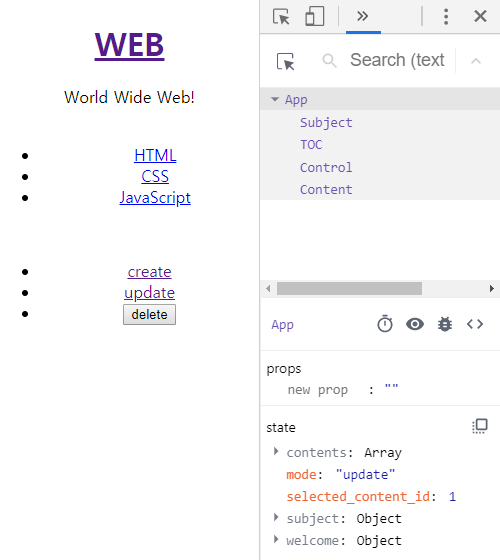 WEB
World Wide Web!
HTML
CSS
JavaScript
create
update
delete
Search (text
App
Subject
TOC
Control
Content
App
props
new prop : ""
state
contents: Array
mode: "update"
selected_content_id: 1
subject: Object
welcome: Object